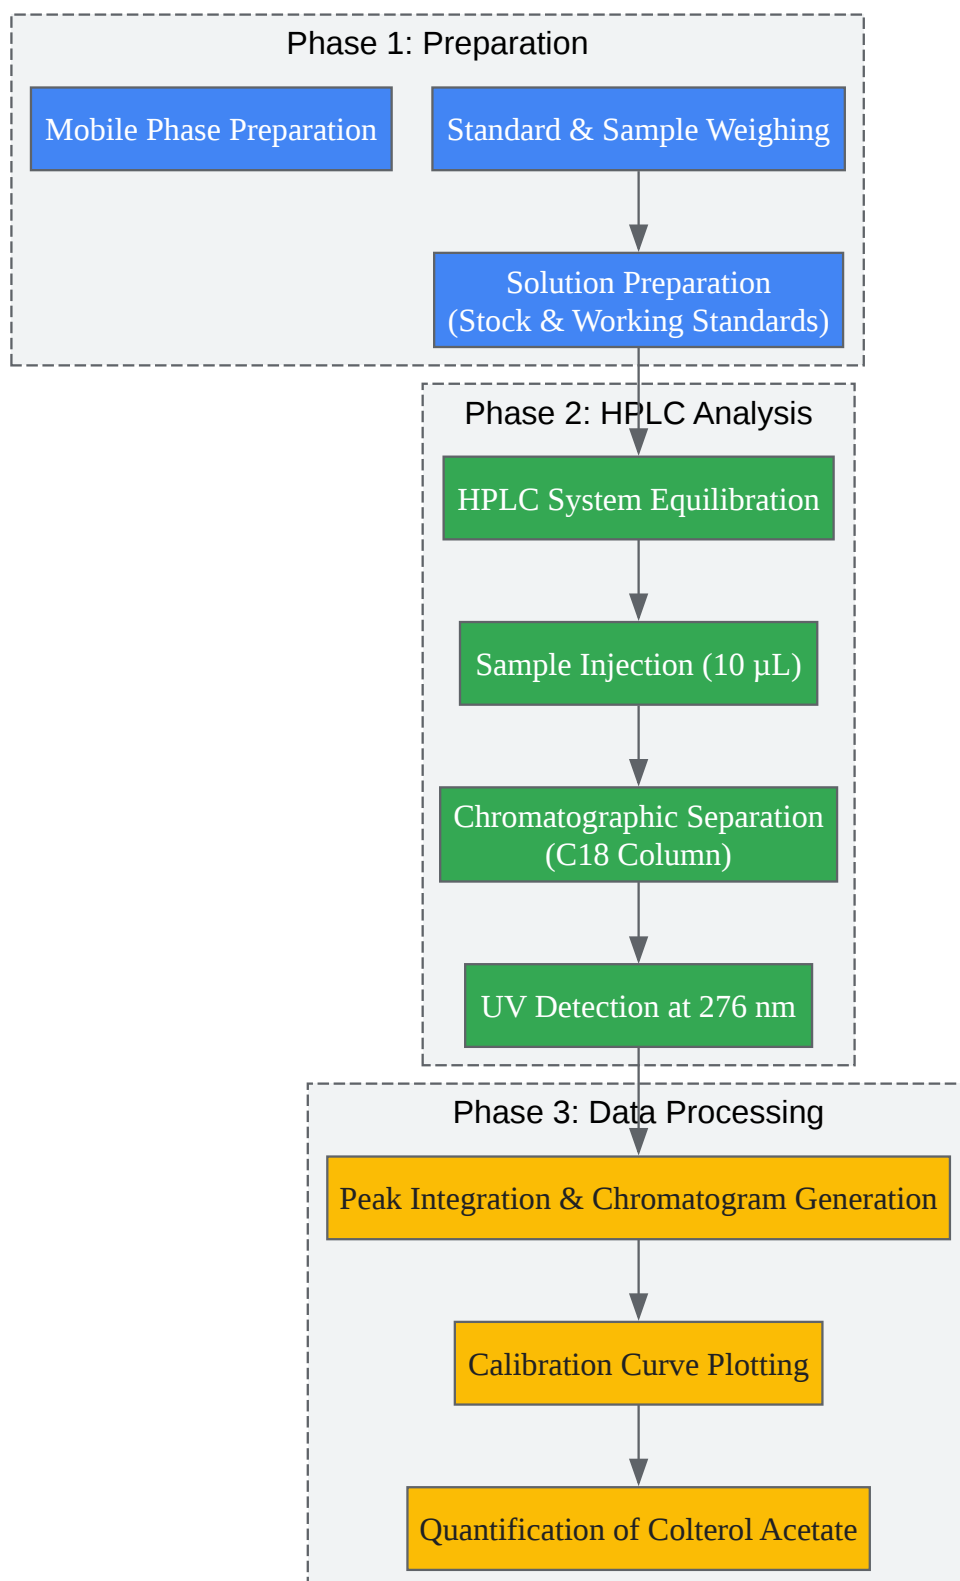 Phase 1: Preparation
Mobile Phase Preparation
Standard & Sample Weighing
Solution Preparation
(Stock & Working Standards)
Phase 2: HPLC Analysis
HPLC System Equilibration
Sample Injection (10 µL)
Chromatographic Separation
(C18 Column)
UV Detection at 276 nm
Phase 3: Data Processing
Peak Integration & Chromatogram Generation
Calibration Curve Plotting
Quantification of Colterol Acetate